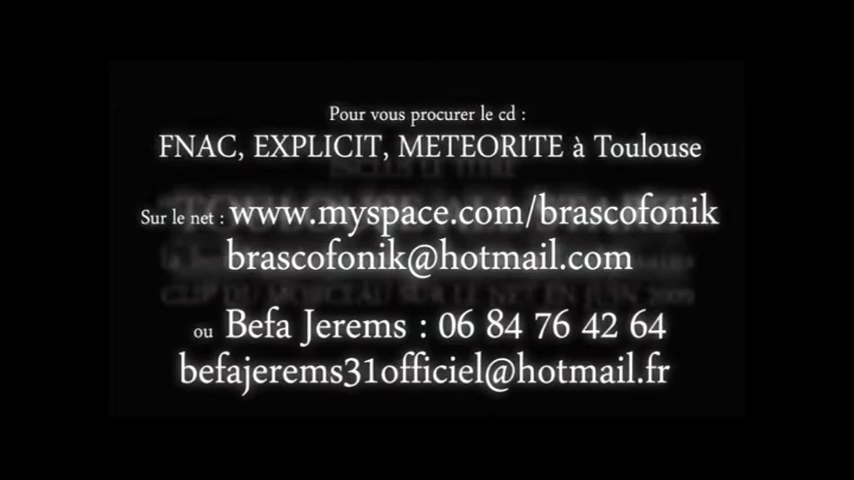 Pour vous procurer le cd :
FNAC, EXPLICIT, METEORITE à Toulouse
Sur le net : www.myspace.com/brascofonik
brascofonik@hotmail.com
ou Befa Jerems : 06 84 76 42 64
befajerems31officiel@hotmail.fr